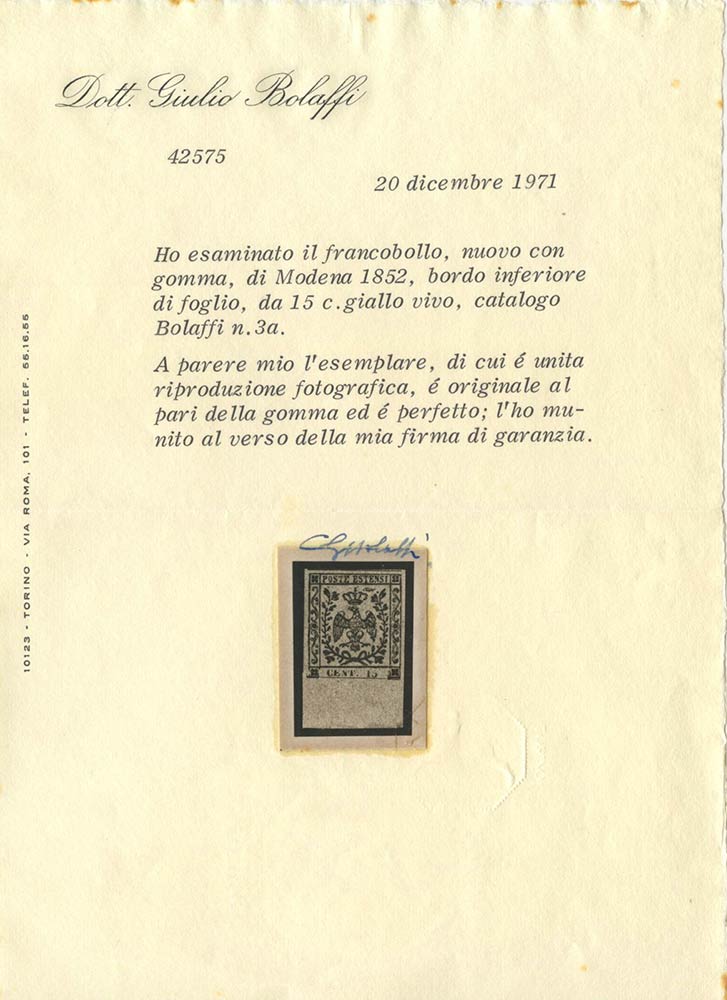 Dott. Giulio Bolaffi
42575
20 dicembre 1971
Ho esaminato il francobollo, nuovo con
gomma, di Modena 1852, bordo inferiore
di foglio, da 15 c.giallo vivo, catalogo
Bolaffi n.3a.
A parere mio l'esemplare, di cui é unita
riproduzione fotografica, é originale al
pari della gomma ed é perfetto; l'ho mu-
nito al verso della mia firma di garanzia.
10123 - TORINO - VIA ROMA, 101 - TELEF. 55.16.55
POSTE ESTENSI
CENT. 15